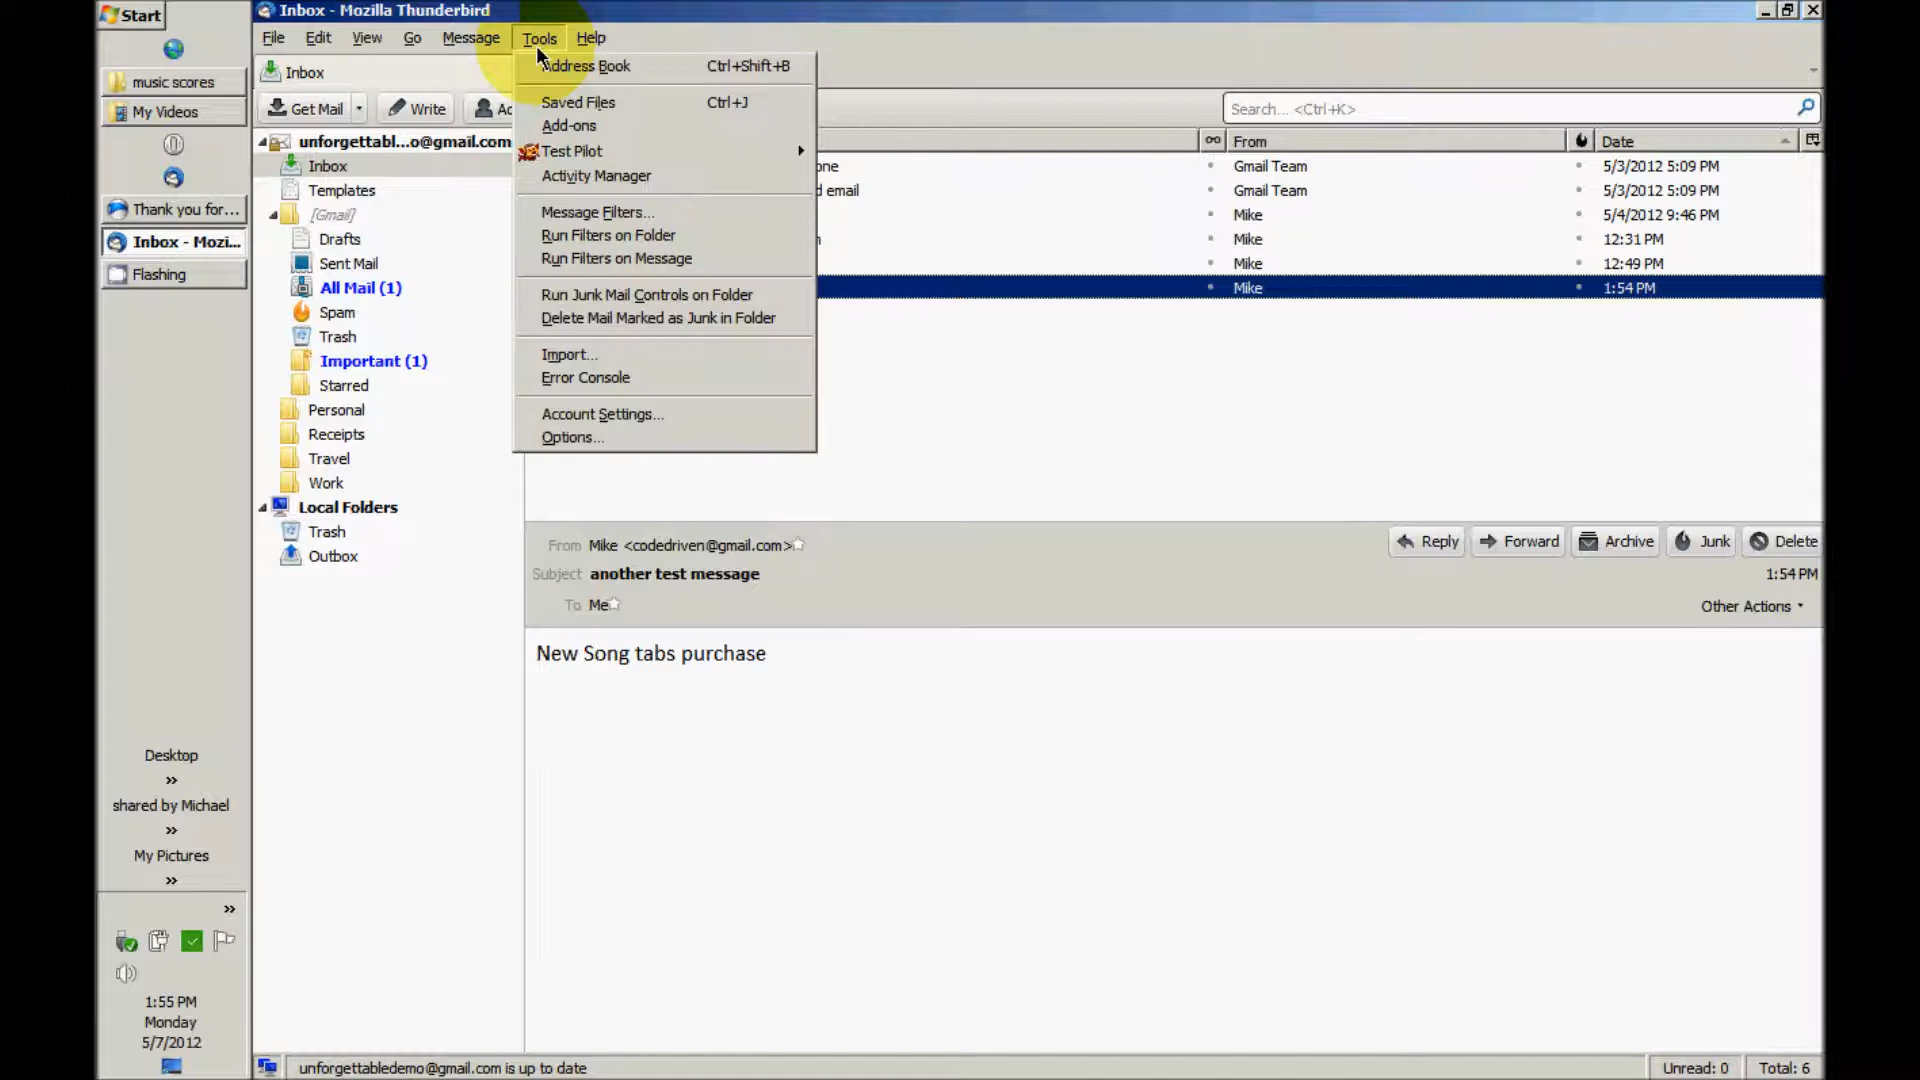 Start
Inbox - Mozilla Thunderbird
File Edit View Go Message Tools Help
music scores
My Videos
Thank you for...
Inbox - Mozi...
Flashing
Desktop
»
shared by Michael
»
My Pictures
»
»
1:55 PM
Monday
5/7/2012
Inbox
Get Mail Write Ad
Search... <Ctrl+K>
unforgettabl...o@gmail.com
Inbox
Templates
[Gmail]
Drafts
Sent Mail
All Mail (1)
Spam
Trash
Important (1)
Starred
Personal
Receipts
Travel
Work
Local Folders
Trash
Outbox
Address Book Ctrl+Shift+B
Saved Files Ctrl+J
Add-ons
Test Pilot
Activity Manager
Message Filters...
Run Filters on Folder
Run Filters on Message
Run Junk Mail Controls on Folder
Delete Mail Marked as Junk in Folder
Import...
Error Console
Account Settings...
Options...
From Date
one Gmail Team 5/3/2012 5:09 PM
d email Gmail Team 5/3/2012 5:09 PM
Mike 5/4/2012 9:46 PM
Mike 12:31 PM
Mike 12:49 PM
Mike 1:54 PM
From Mike <codedriven@gmail.com>
Reply Forward Archive Junk Delete
Subject another test message
1:54 PM
To Me
Other Actions
New Song tabs purchase
unforgettabledemo@gmail.com is up to date
Unread: 0 Total: 6